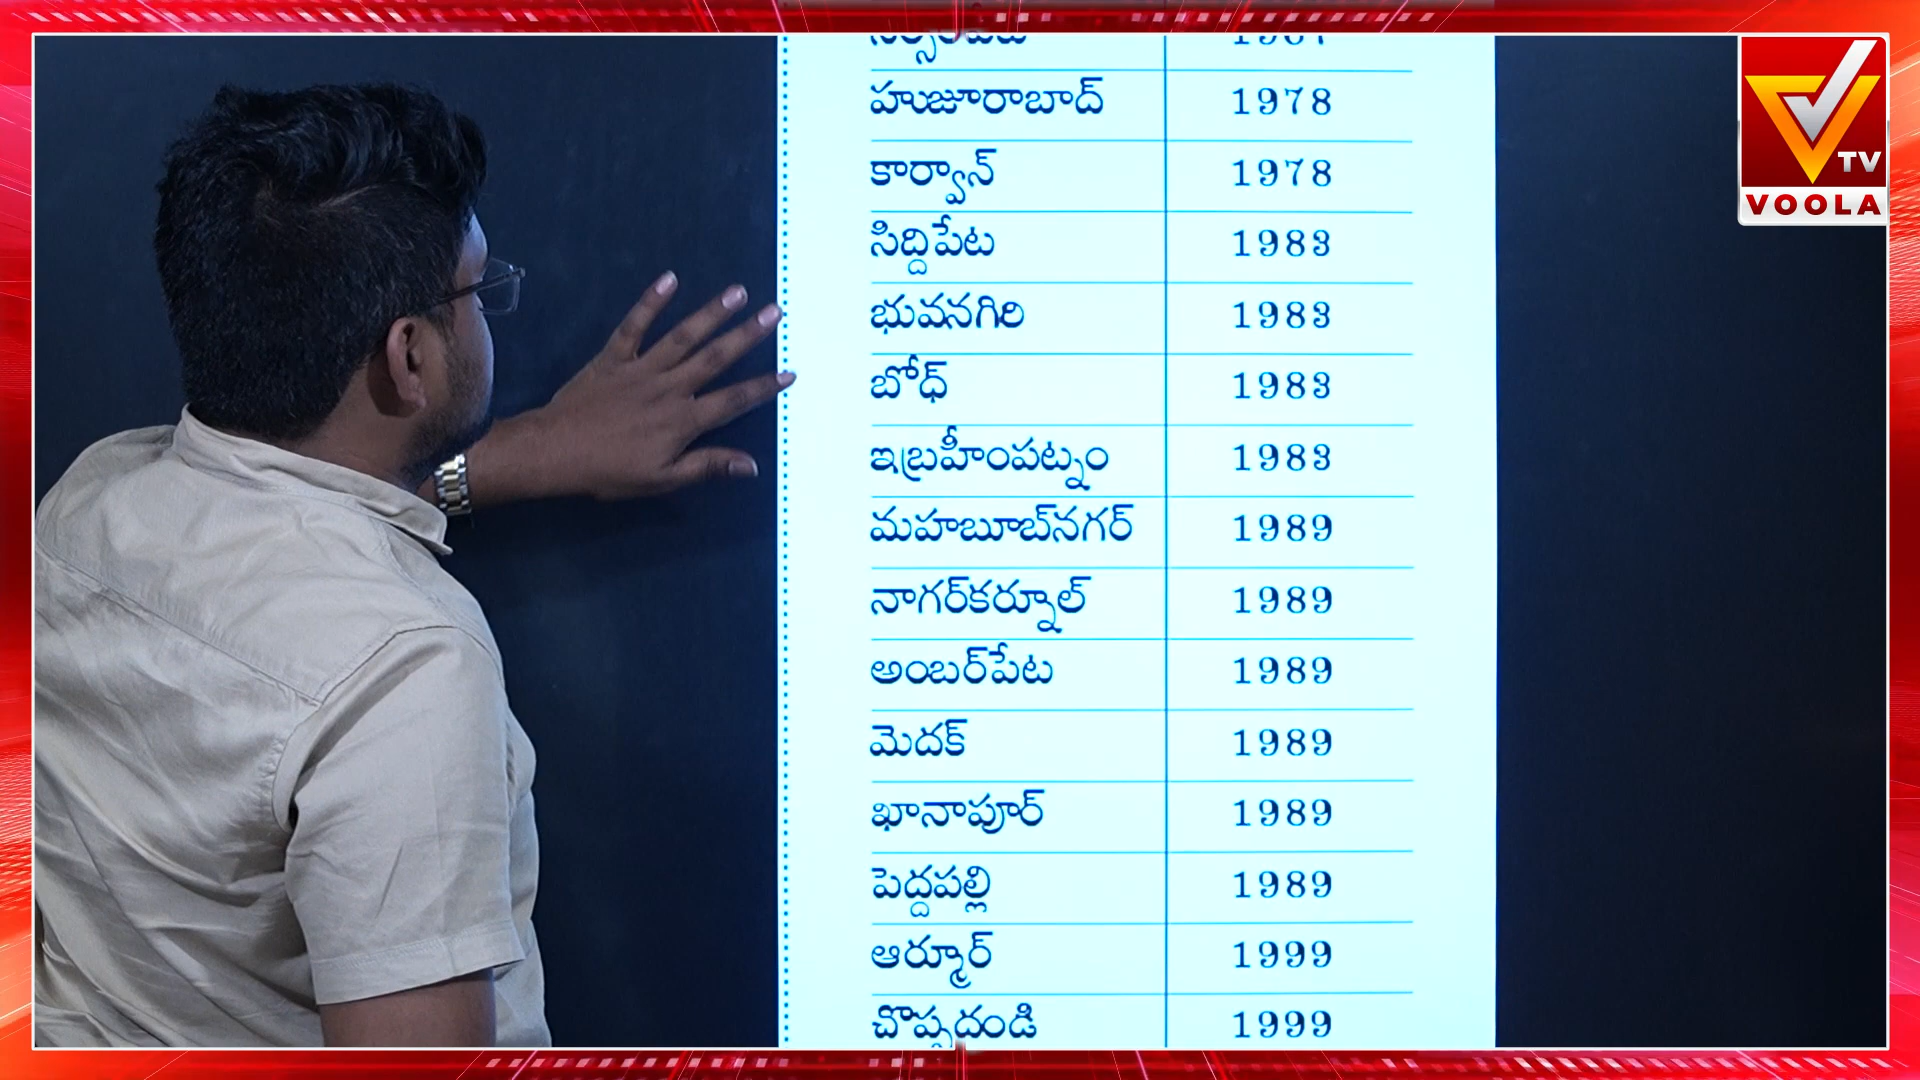 హుజూరాబాద్ 1978
కార్వాన్ 1978
సిద్దిపేట 1983
భువనగిరి 1983
బోధ్ 1983
ఇబ్రహీంపట్నం 1983
మహబూబ్‌నగర్ 1989
నాగర్‌కర్నూల్ 1989
అంబర్‌పేట 1989
మెదక్ 1989
ఖానాపూర్ 1989
పెద్దపల్లి 1989
ఆర్మూర్ 1999
చొప్పదండి 1999
TV
VOOLA